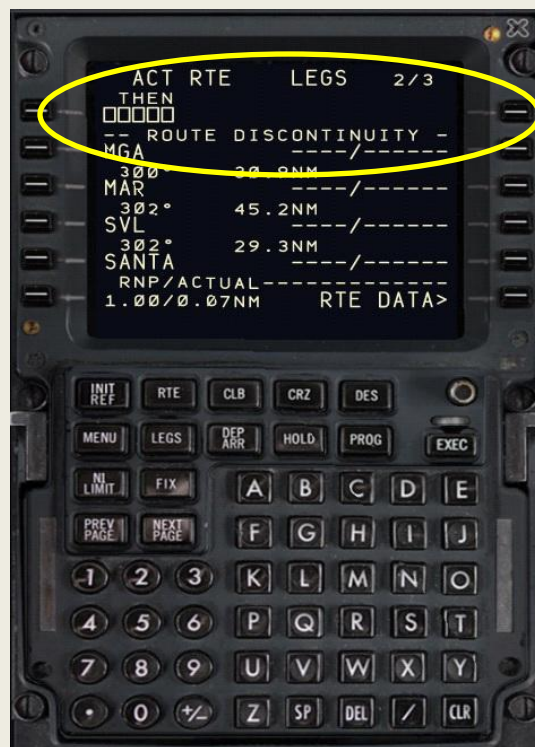 ACT RTE LEGS 2/3
THEN
□□□□□
-- ROUTE DISCONTINUITY -
MGA ----/------
300° 30.8NM
MAR ----/------
302° 45.2NM
SVL ----/------
302° 29.3NM
SANTA ----/------
RNP/ACTUAL-------------
1.00/0.07NM RTE DATA>
INIT REF RTE CLB CRZ DES
MENU LEGS DEP ARR HOLD PROG EXEC
N1 LIMIT FIX A B C D E
PREV PAGE NEXT PAGE F G H I J
1 2 3 K L M N O
4 5 6 P Q R S T
7 8 9 U V W X Y
. 0 +/- Z SP DEL / CLR